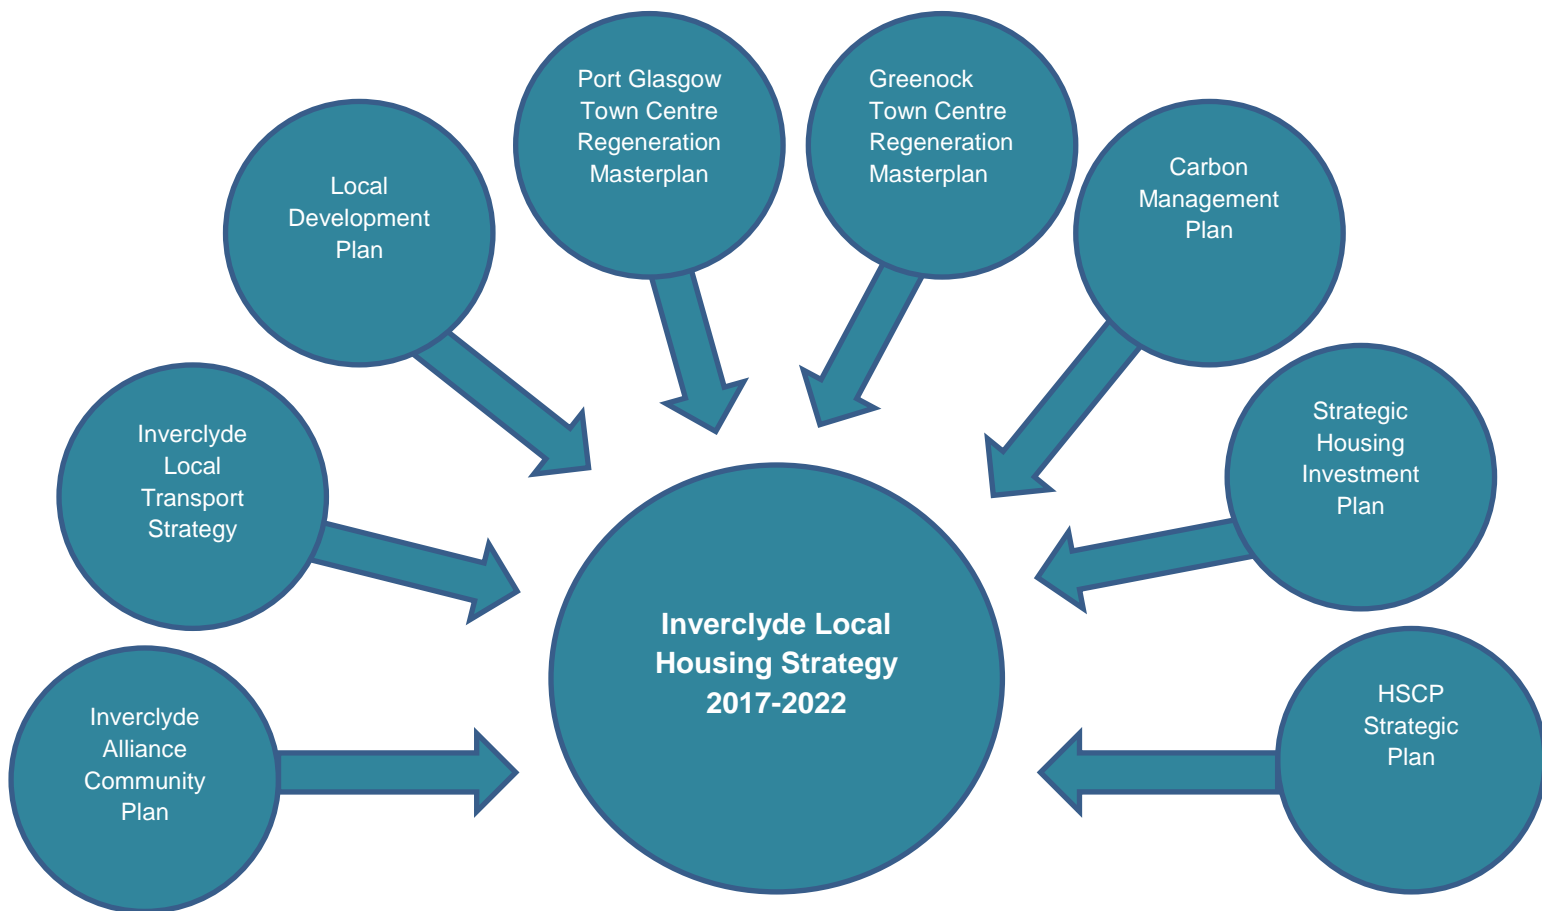 Port Glasgow
Town Centre
Regeneration
Masterplan
Greenock
Town Centre
Regeneration
Masterplan
Local
Development
Plan
Carbon
Management
Plan
Inverclyde
Local
Transport
Strategy
Strategic
Housing
Investment
Plan
Inverclyde Local
Housing Strategy
2017-2022
Inverclyde
Alliance
Community
Plan
HSCP
Strategic
Plan